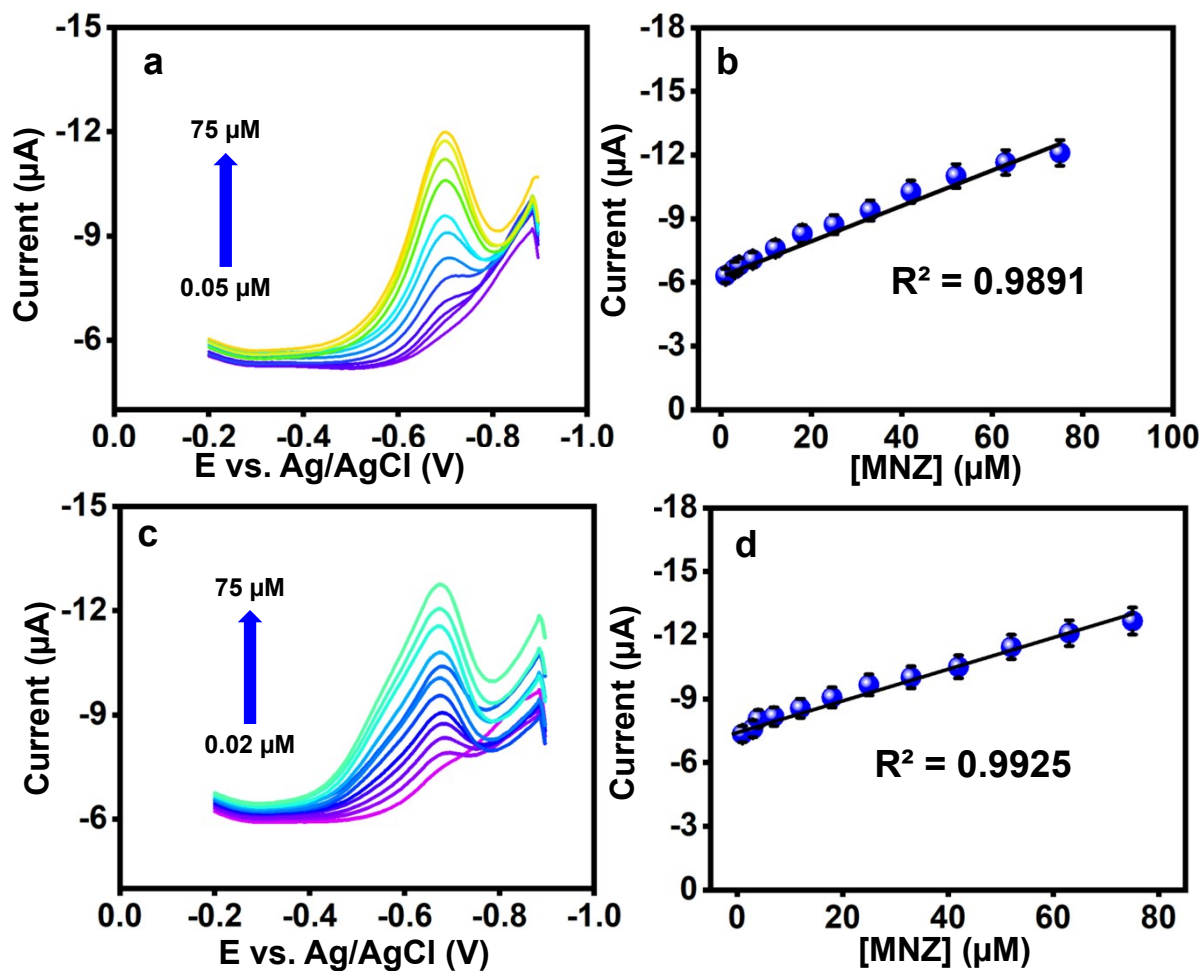 a
-15
-12
-9
-6
Current (µA)
75 µM
0.05 µM
0.0 -0.2 -0.4 -0.6 -0.8 -1.0
E vs. Ag/AgCl (V)
b
-18
-15
-12
-9
-6
-3
0
Current (µA)
R² = 0.9891
0 20 40 60 80 100
[MNZ] (µM)
c
-15
-12
-9
-6
Current (µA)
75 µM
0.02 µM
0.0 -0.2 -0.4 -0.6 -0.8 -1.0
E vs. Ag/AgCl (V)
d
-18
-15
-12
-9
-6
-3
0
Current (µA)
R² = 0.9925
0 20 40 60 80
[MNZ] (µM)